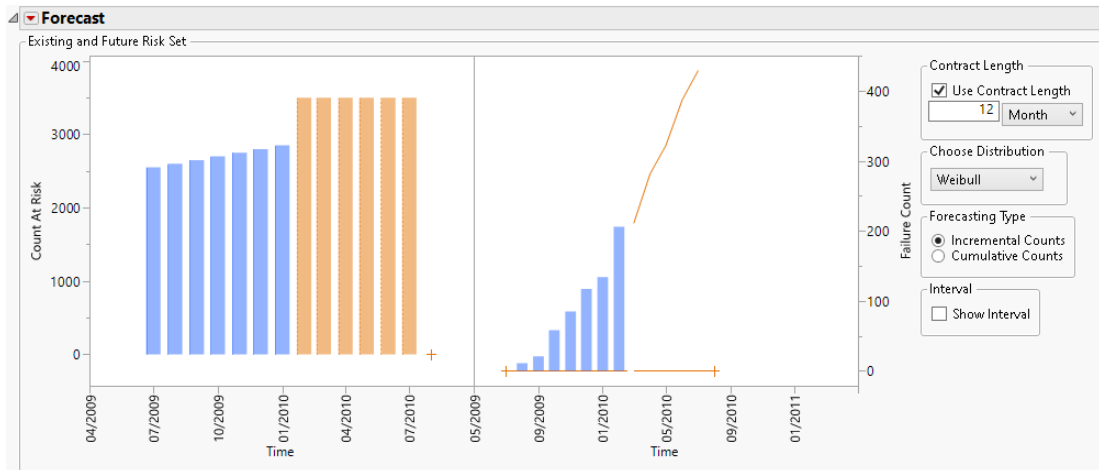 Forecast
Existing and Future Risk Set
4000
3000
2000
1000
0
Count At Risk
04/2009
07/2009
10/2009
01/2010
04/2010
07/2010
Time
400
300
200
100
0
Failure Count
05/2009
09/2009
01/2010
05/2010
09/2010
01/2011
Time
Contract Length
Use Contract Length
12 Month
Choose Distribution
Weibull
Forecasting Type
Incremental Counts
Cumulative Counts
Interval
Show Interval